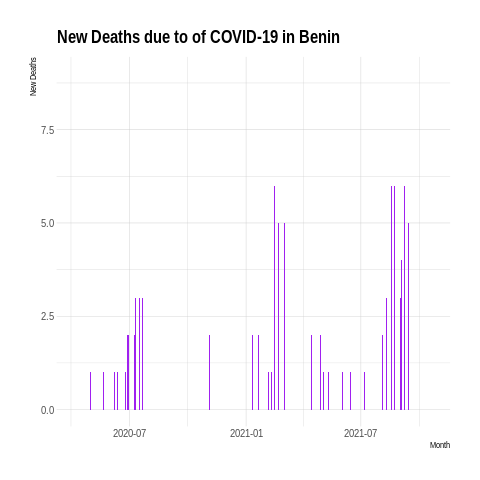 New Deaths due to of COVID-19 in Benin
New Deaths
7.5
5.0
2.5
0.0
2020-07 2021-01 2021-07
Month